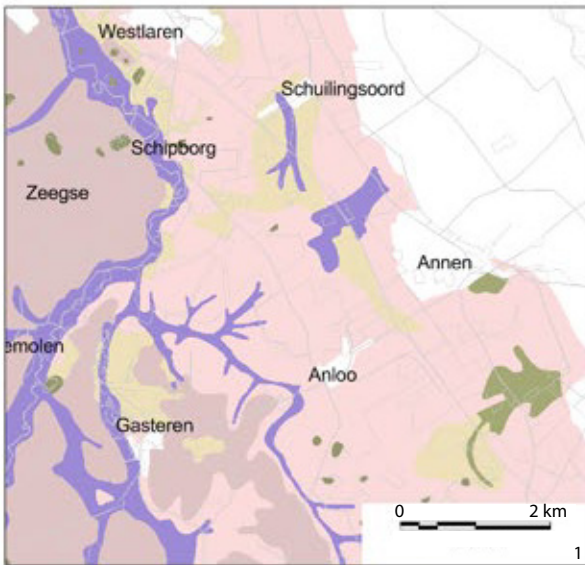 Westlaren
Schuilingsoord
Schipborg
Zeegse
Annen
emolen
Anloo
Gasteren
0 2 km
1